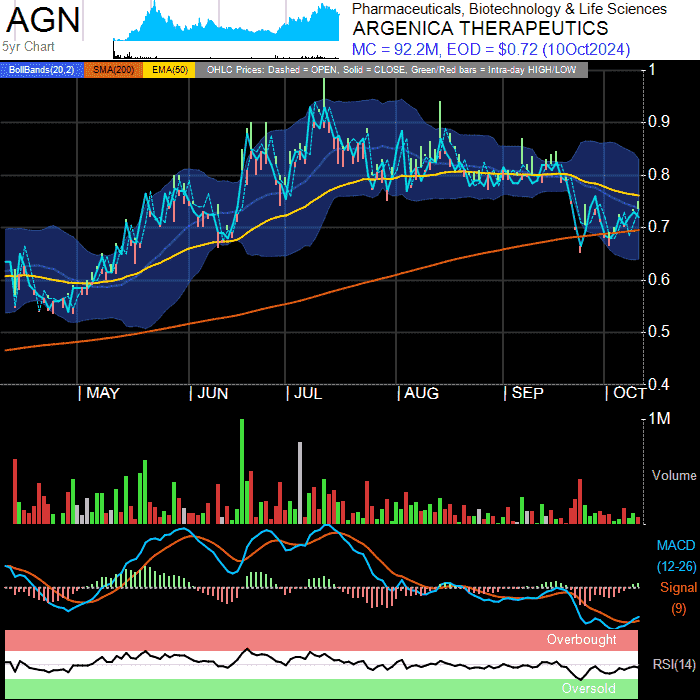 AGN
5yr Chart
Pharmaceuticals, Biotechnology & Life Sciences
ARGENICA THERAPEUTICS
MC = 92.2M, EOD = $0.72 (10Oct2024)
BollBands(20,2) SMA(200) EMA(50) OHLC Prices: Dashed = OPEN, Solid = CLOSE, Green/Red bars = Intra-day HIGH/LOW
1
0.9
0.8
0.7
0.6
0.5
0.4
| MAY | JUN | JUL | AUG | SEP | OCT
1M
Volume
MACD
(12-26)
Signal
(9)
Overbought
RSI(14)
Oversold